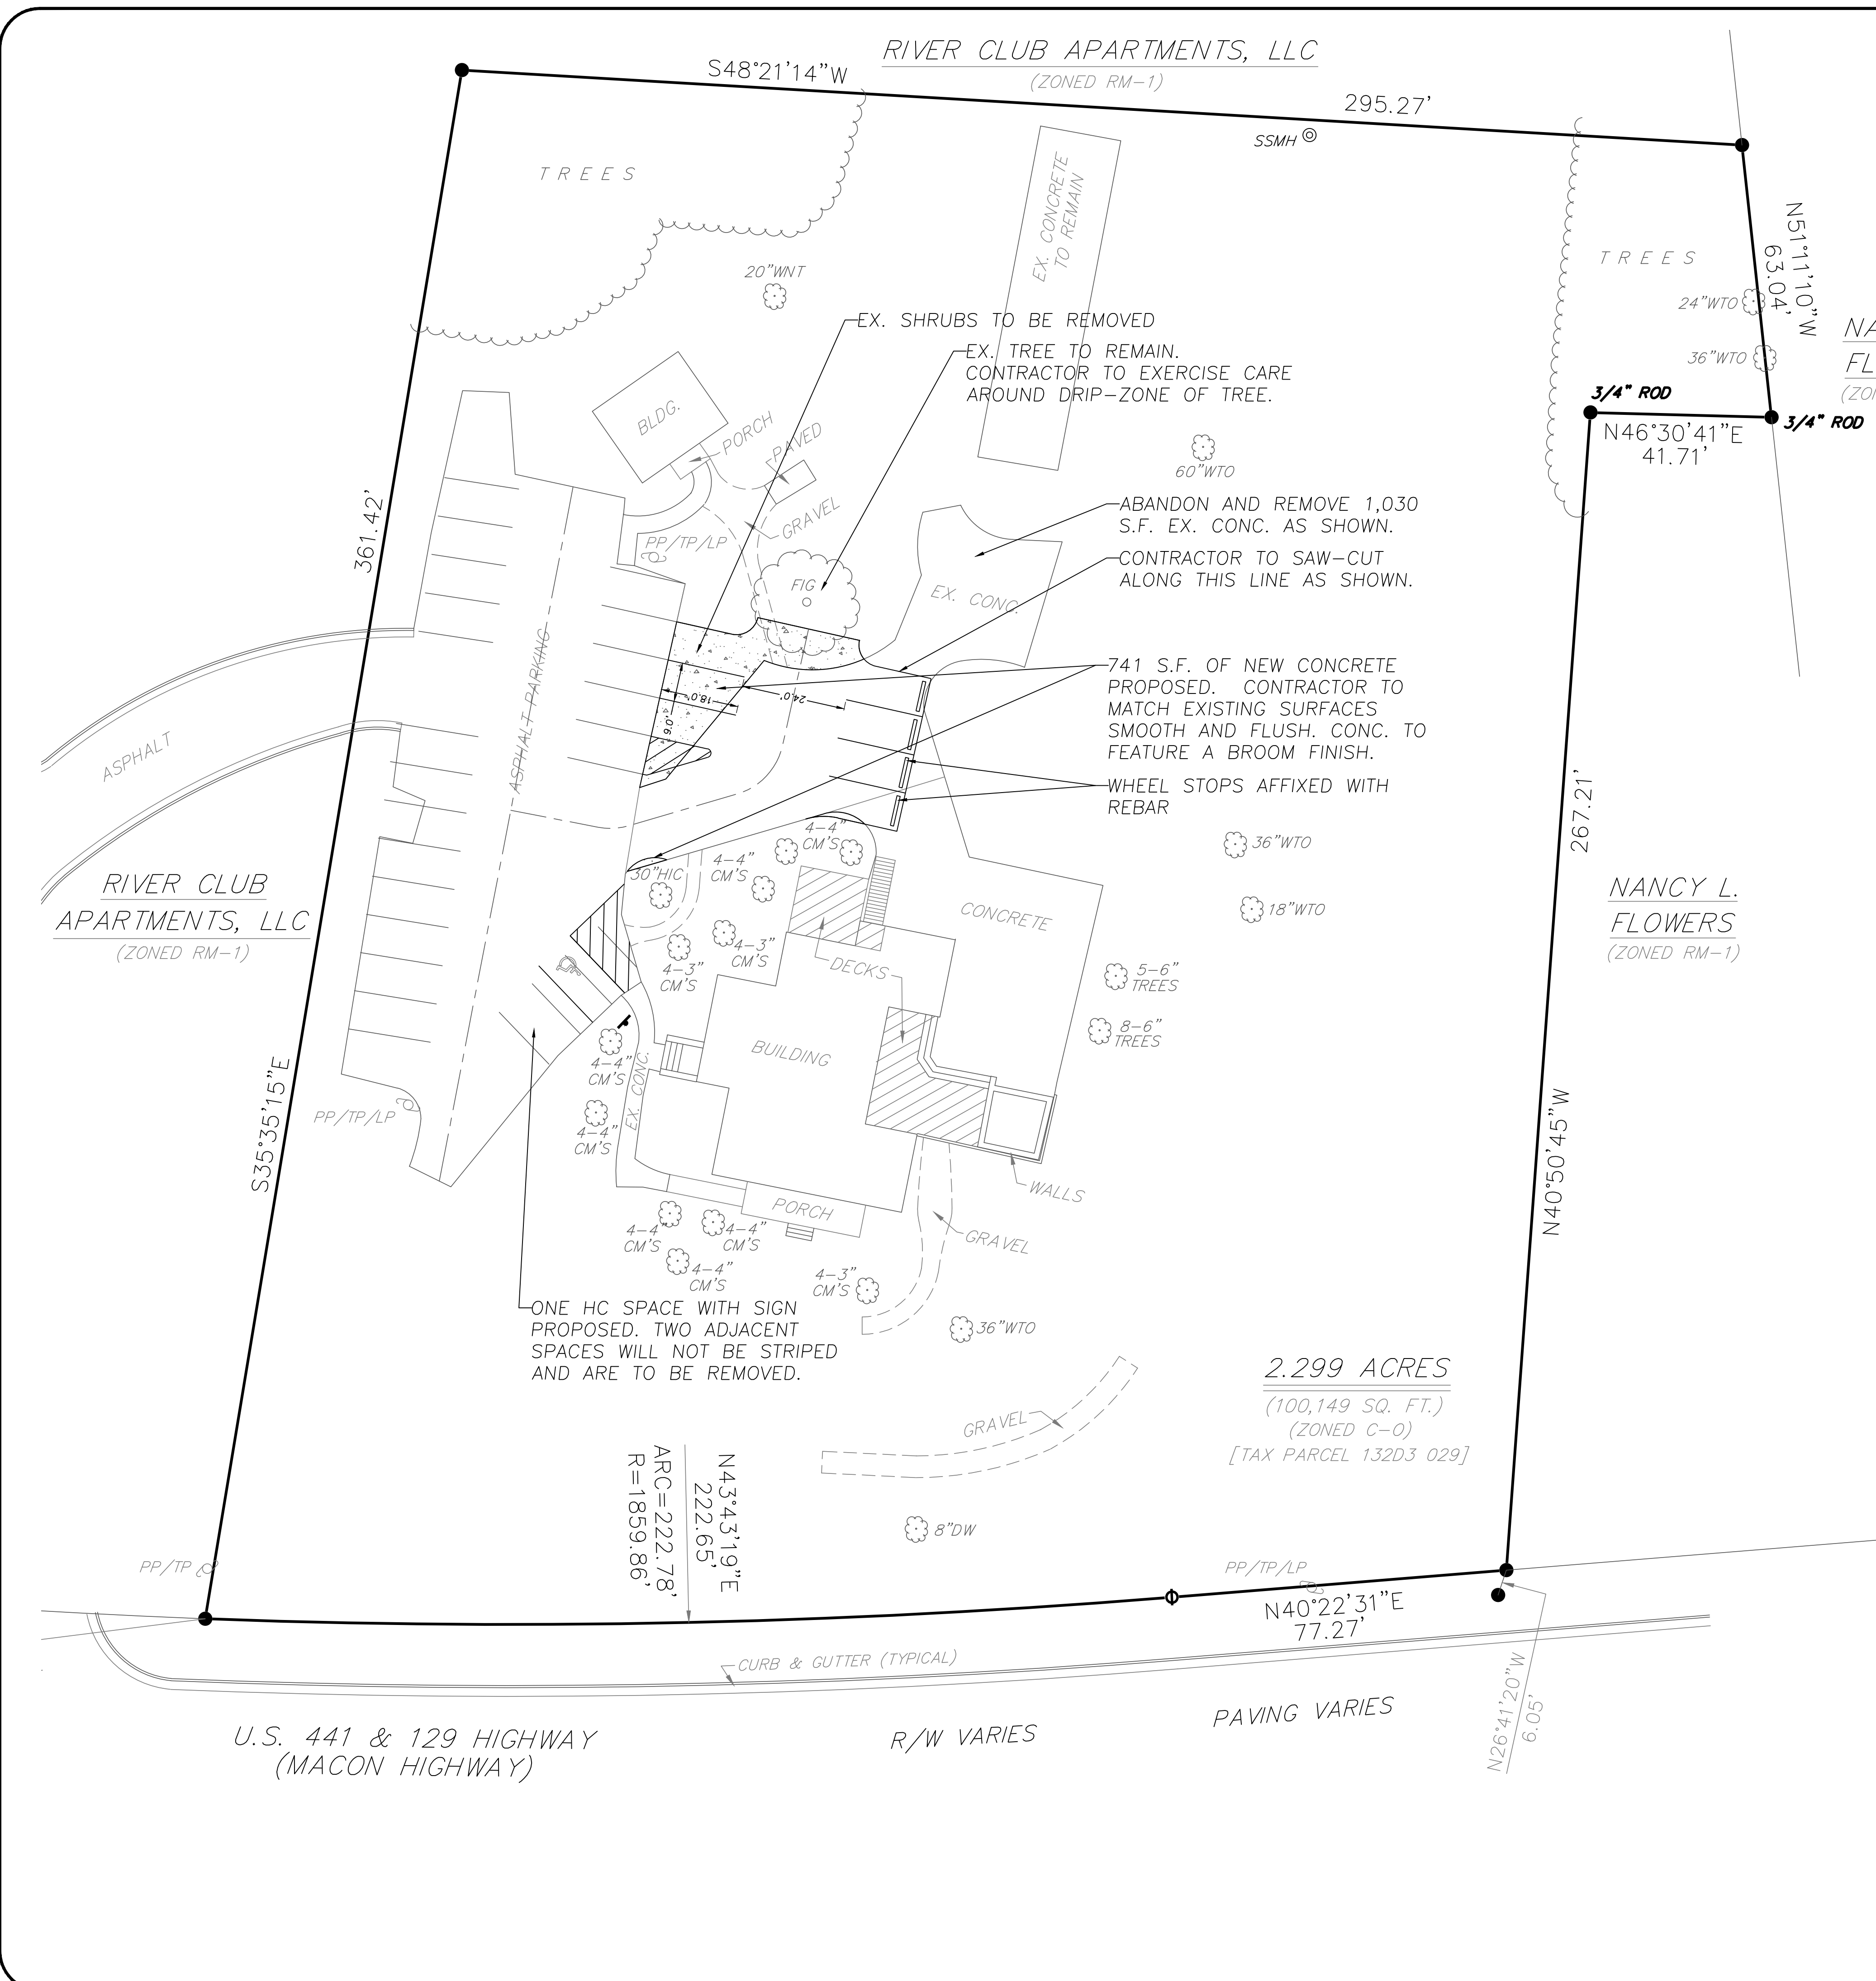 RIVER CLUB APARTMENTS, LLC
(ZONED RM-1)
S48°21'14"W
295.27'
SSMH
TREES
EX. CONCRETE
TO REMAIN
TREES
N51°11'10"W
63.04'
20"WNT
24"WTO
36"WTO
EX. SHRUBS TO BE REMOVED
EX. TREE TO REMAIN.
CONTRACTOR TO EXERCISE CARE
AROUND DRIP-ZONE OF TREE.
3/4" ROD
3/4" ROD
N46°30'41"E
41.71'
BLDG.
PORCH
PAVED
GRAVEL
60"WTO
361.42'
PP/TP/LP
ABANDON AND REMOVE 1,030
S.F. EX. CONC. AS SHOWN.
CONTRACTOR TO SAW-CUT
ALONG THIS LINE AS SHOWN.
FIG
EX. CONC.
ASPHALT PARKING
ASPHALT
18.0'
24.0'
9.0'
741 S.F. OF NEW CONCRETE
PROPOSED. CONTRACTOR TO
MATCH EXISTING SURFACES
SMOOTH AND FLUSH. CONC. TO
FEATURE A BROOM FINISH.
WHEEL STOPS AFFIXED WITH
REBAR
267.21'
4-4"
CM'S
4-4"
CM'S
30"HIC
36"WTO
18"WTO
RIVER CLUB
APARTMENTS, LLC
(ZONED RM-1)
NANCY L.
FLOWERS
(ZONED RM-1)
CONCRETE
4-3"
CM'S
4-3"
CM'S
DECKS
5-6"
TREES
8-6"
TREES
BUILDING
4-4"
CM'S
EX. CONC.
4-4"
CM'S
PP/TP/LP
S35°35'15"E
N40°50'45"W
WALLS
PORCH
GRAVEL
4-4"
CM'S
4-4"
CM'S
4-4"
CM'S
4-3"
CM'S
36"WTO
ONE HC SPACE WITH SIGN
PROPOSED. TWO ADJACENT
SPACES WILL NOT BE STRIPED
AND ARE TO BE REMOVED.
2.299 ACRES
(100,149 SQ. FT.)
(ZONED C-O)
[TAX PARCEL 132D3 029]
GRAVEL
N43°43'19"E
222.65'
ARC=222.78'
R=1859.86'
8"DW
PP/TP
PP/TP/LP
N40°22'31"E
77.27'
CURB & GUTTER (TYPICAL)
N26°41'20"W
6.05'
U.S. 441 & 129 HIGHWAY
(MACON HIGHWAY)
R/W VARIES
PAVING VARIES